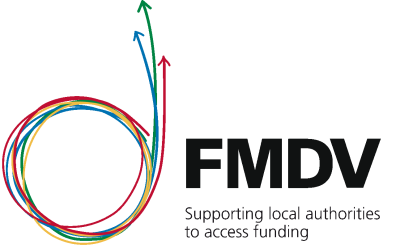 FMDV
Supporting local authorities
to access funding